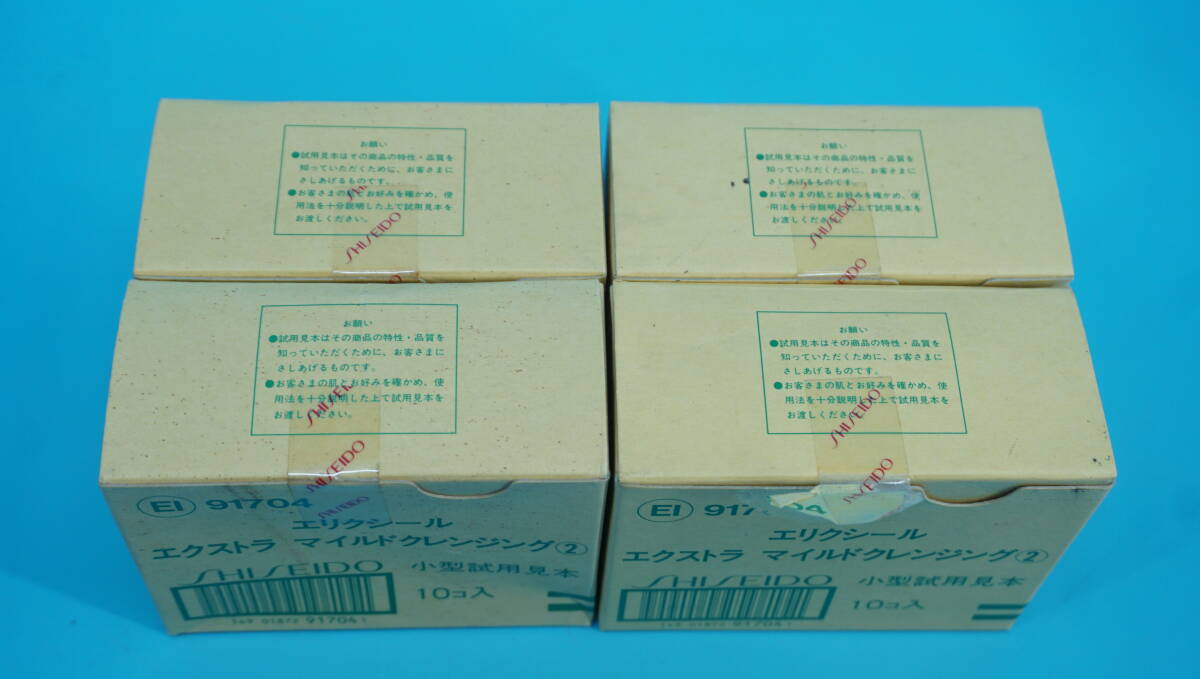 お願い
●試用見本はその商品の特性・品質を
知っていただくために、お客さまに
さしあげるものです。
●お客さまの肌とお好みを確かめ、使
用法を十分説明した上で試用見本を
お渡しください。
SHISEIDO
お願い
●試用見本はその商品の特性・品質を
知っていただくために、お客さまに
さしあげるものです。
●お客さまの肌とお好みを確かめ、使
用法を十分説明した上で試用見本を
お渡しください。
SHISEIDO
お願い
●試用見本はその商品の特性・品質を
知っていただくために、お客さまに
さしあげるものです。
●お客さまの肌とお好みを確かめ、使
用法を十分説明した上で試用見本を
お渡しください。
SHISEIDO
EI 91704
エリクシール
エクストラ マイルドクレンジング②
SHISEIDO 小型試用見本
10コ入
91704
お願い
●試用見本はその商品の特性・品質を
知っていただくために、お客さまに
さしあげるものです。
●お客さまの肌とお好みを確かめ、使
用法を十分説明した上で試用見本を
お渡しください。
SHISEIDO
SHISEIDO
EI
エリクシール
エクストラ マイルドクレンジング②
SHISEIDO 小型試用見本
10コ入
91704